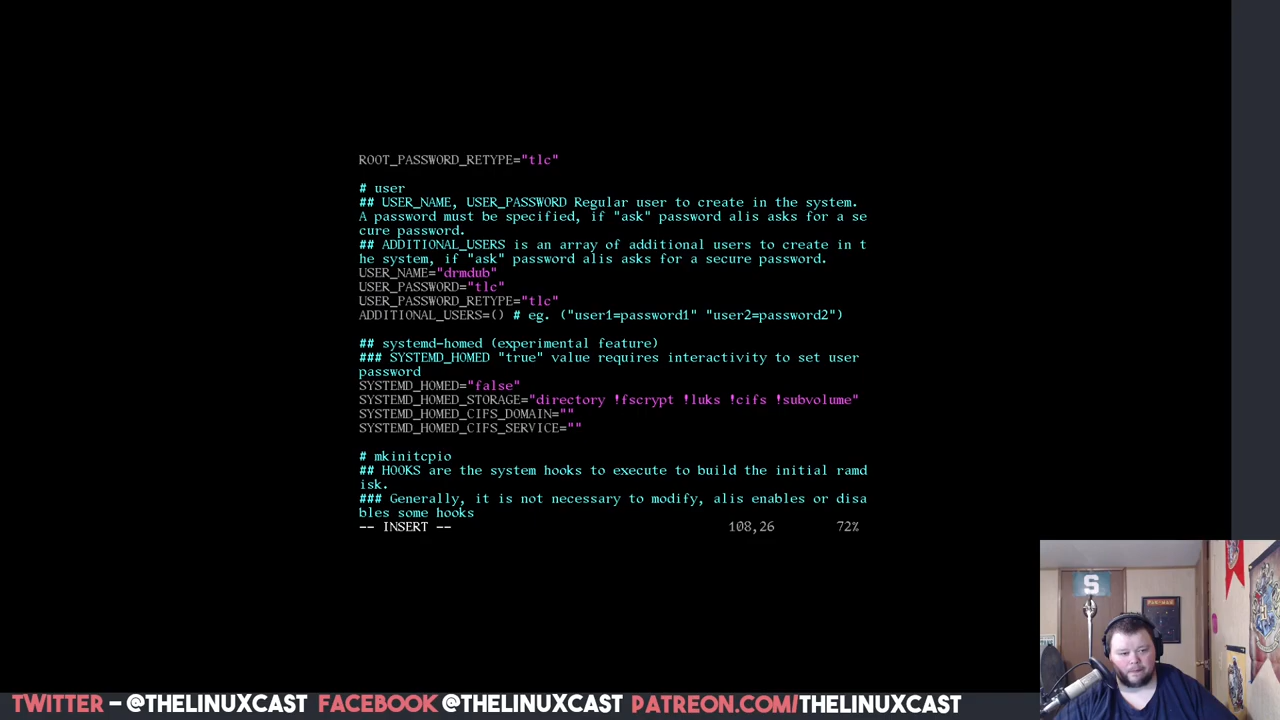 ROOT_PASSWORD_RETYPE="tlc"
# user
## USER_NAME, USER_PASSWORD Regular user to create in the system.
A password must be specified, if "ask" password alis asks for a se
cure password.
## ADDITIONAL_USERS is an array of additional users to create in t
he system, if "ask" password alis asks for a secure password.
USER_NAME="drmdub"
USER_PASSWORD="tlc"
USER_PASSWORD_RETYPE="tlc"
ADDITIONAL_USERS=() # eg. ("user1=password1" "user2=password2")
## systemd-homed (experimental feature)
### SYSTEMD_HOMED "true" value requires interactivity to set user
password
SYSTEMD_HOMED="false"
SYSTEMD_HOMED_STORAGE="directory !fscrypt !luks !cifs !subvolume"
SYSTEMD_HOMED_CIFS_DOMAIN=""
SYSTEMD_HOMED_CIFS_SERVICE=""
# mkinitcpio
## HOOKS are the system hooks to execute to build the initial ramd
isk.
### Generally, it is not necessary to modify, alis enables or disa
bles some hooks
-- INSERT -- 108,26 72%
S
TWITTER – @THELINUXCAST FACEBOOK @THELINUXCAST PATREON.COM/THELINUXCAST